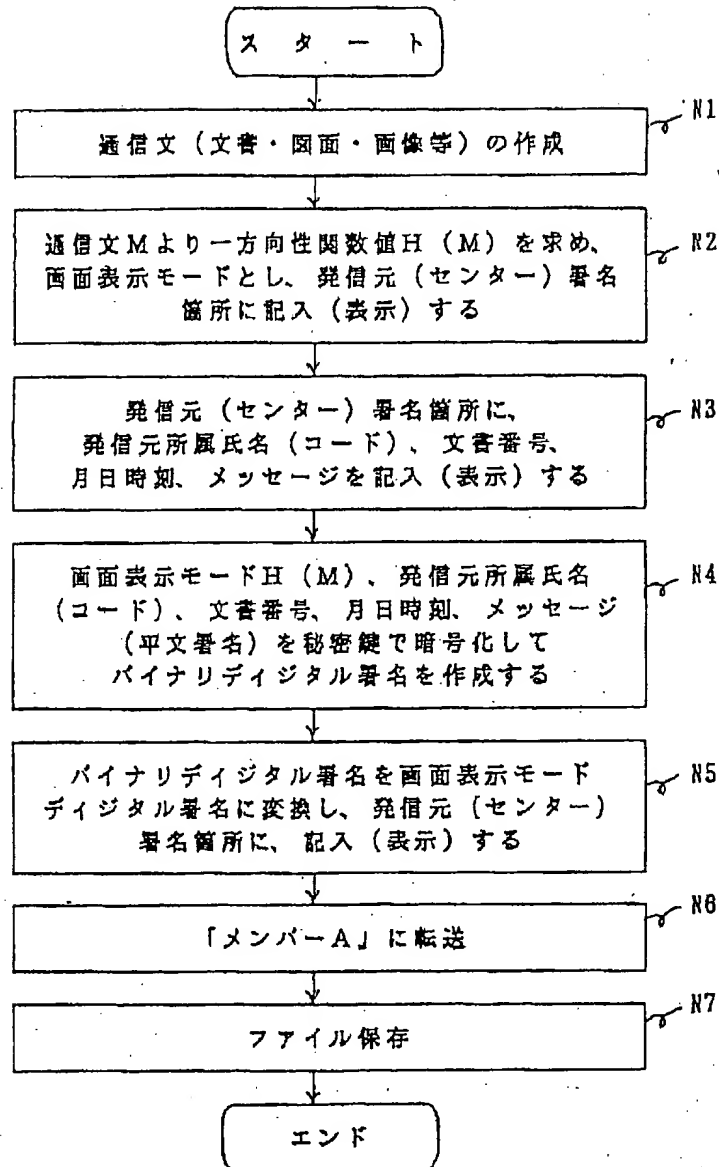 スタート
N1
通信文（文書・図面・画像等）の作成
N2
通信文Mより一方向性関数値H（M）を求め、
画面表示モードとし、発信元（センター）署名
箇所に記入（表示）する
N3
発信元（センター）署名箇所に、
発信元所属氏名（コード）、文書番号、
月日時刻、メッセージを記入（表示）する
N4
画面表示モードH（M）、発信元所属氏名
（コード）、文書番号、月日時刻、メッセージ
（平文署名）を秘密鍵で暗号化して
バイナリディジタル署名を作成する
N5
バイナリディジタル署名を画面表示モード
ディジタル署名に変換し、発信元（センター）
署名箇所に、記入（表示）する
N6
「メンバーA」に転送
N7
ファイル保存
エンド